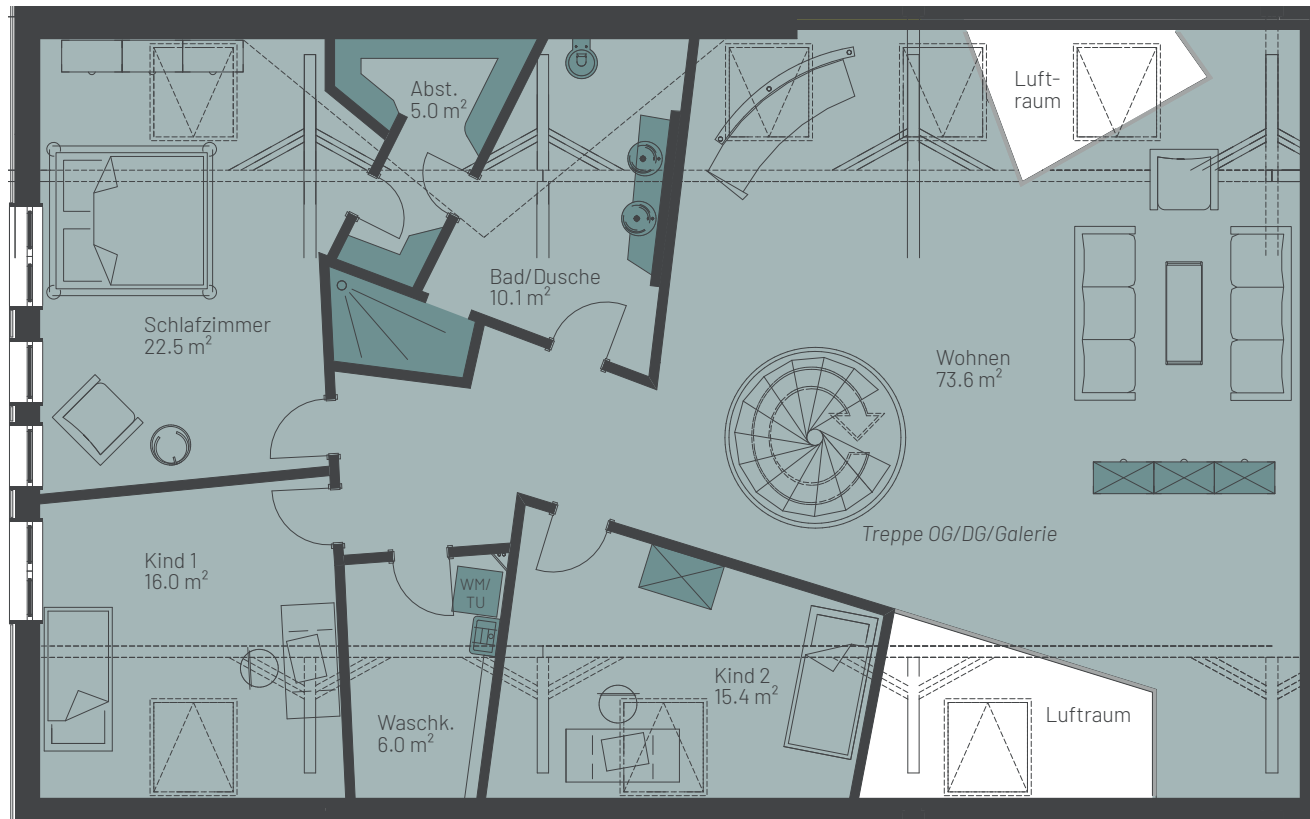 Abst.
5.0 m²
Luft-
raum
Bad/Dusche
10.1 m²
Schlafzimmer
22.5 m²
Wohnen
73.6 m²
Treppe OG/DG/Galerie
Kind 1
16.0 m²
WM/
TU
Kind 2
15.4 m²
Waschk.
6.0 m²
Luftraum